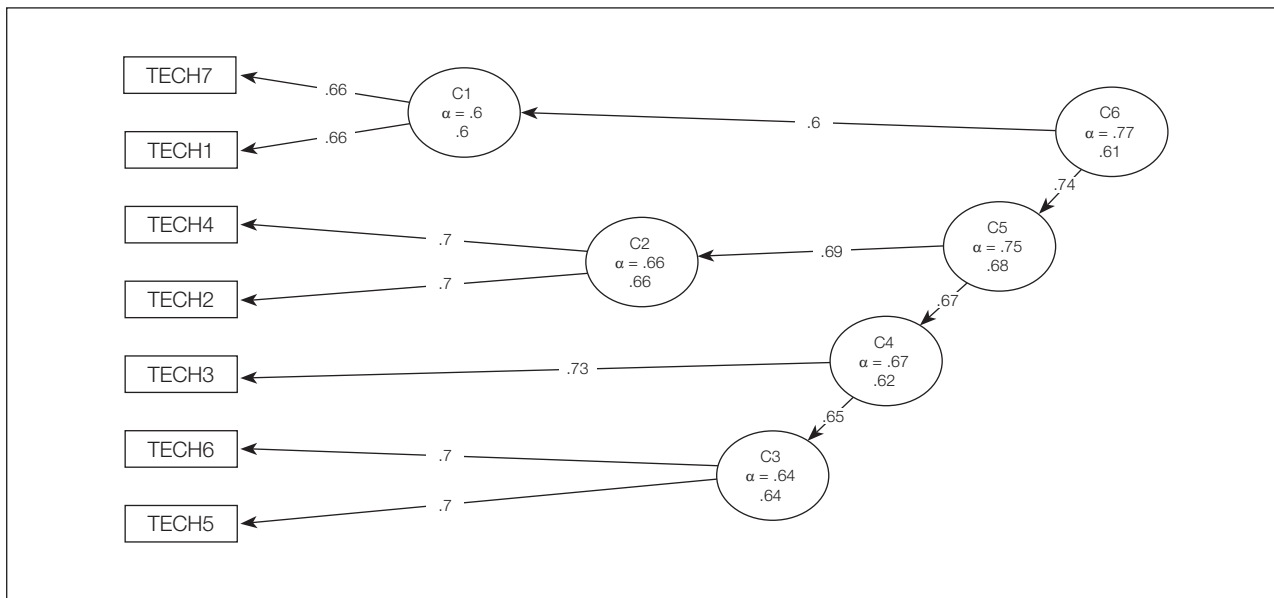 TECH7
TECH1
TECH4
TECH2
TECH3
TECH6
TECH5
.66
.66
.7
.7
.73
.7
.7
C1
α = .6
.6
C2
α = .66
.66
C3
α = .64
.64
C4
α = .67
.62
C5
α = .75
.68
C6
α = .77
.61
.6
.74
.69
.67
.65